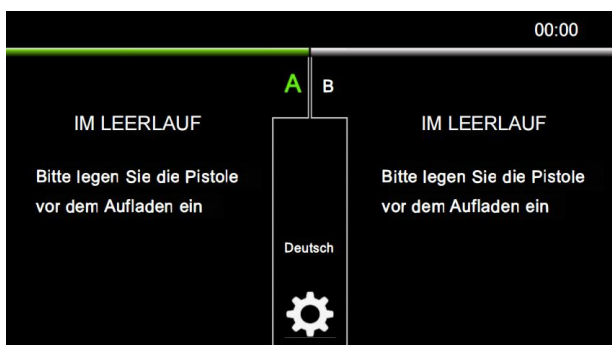 00:00
A
B
IM LEERLAUF
Bitte legen Sie die Pistole
vor dem Aufladen ein
IM LEERLAUF
Bitte legen Sie die Pistole
vor dem Aufladen ein
Deutsch